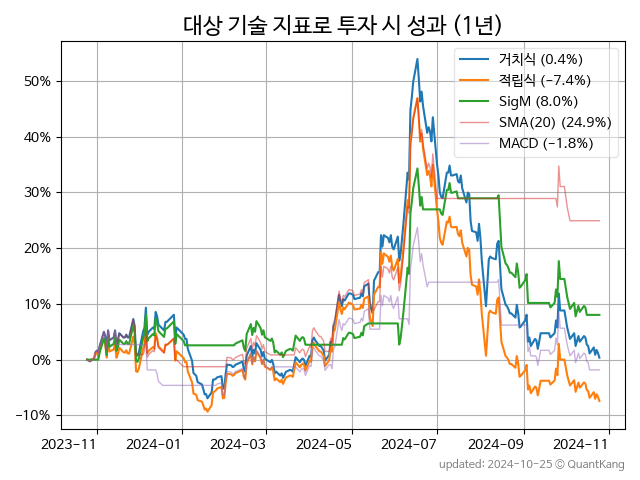 대상 기술 지표로 투자 시 성과 (1년)
거치식 (0.4%)
적립식 (−7.4%)
SigM (8.0%)
SMA(20) (24.9%)
MACD (−1.8%)
50%
40%
30%
20%
10%
0%
−10%
2023-11 2024-01 2024-03 2024-05 2024-07 2024-09 2024-11
updated: 2024-10-25 © QuantKang